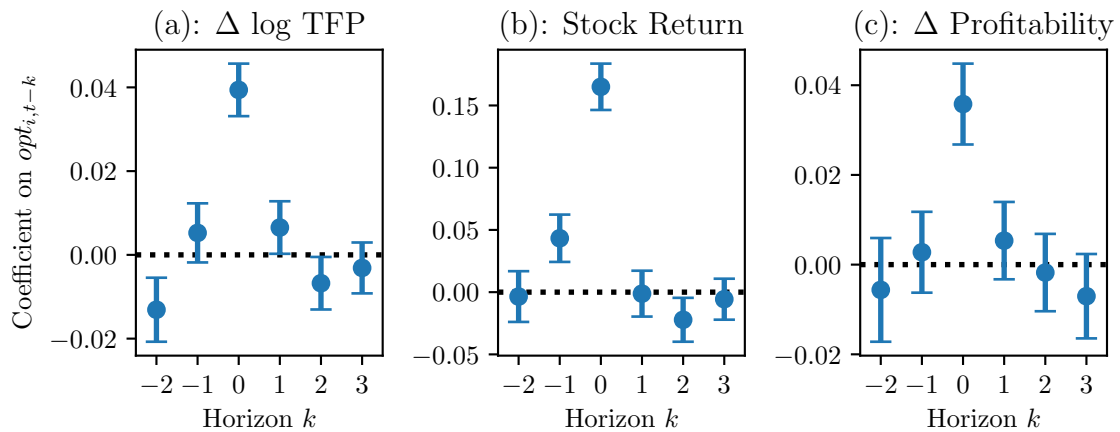 (a): Δ log TFP
(b): Stock Return
(c): Δ Profitability
Coefficient on opt_{i,t−k}
0.04
0.02
0.00
−0.02
−2 −1 0 1 2 3
Horizon k
0.15
0.10
0.05
0.00
−0.05
−2 −1 0 1 2 3
Horizon k
0.04
0.02
0.00
−0.02
−2 −1 0 1 2 3
Horizon k